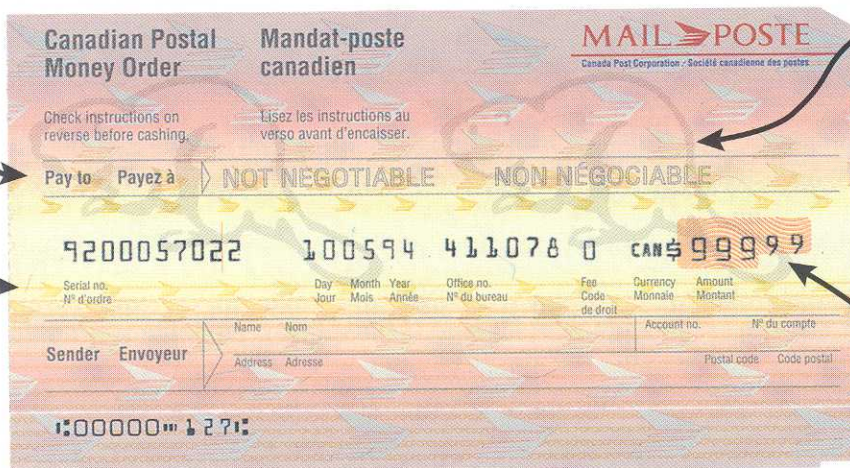 Canadian Postal Mandat-poste MAIL POSTE
Money Order canadien
Canada Post Corporation / Société canadienne des postes
Check instructions on Lisez les instructions au
reverse before cashing. verso avant d'encaisser.
Pay to Payez à NOT NEGOTIABLE NON NÉGOCIABLE
9200057022 100594 411078 0 CAN$ 99999
Serial no. Day Month Year Office no. Fee Currency Amount
N° d'ordre Jour Mois Année N° du bureau Code Monnaie Montant
de droit
Name Nom Account no. N° du compte
Sender Envoyeur
Address Adresse Postal code Code postal
⑆00000⑈127⑆